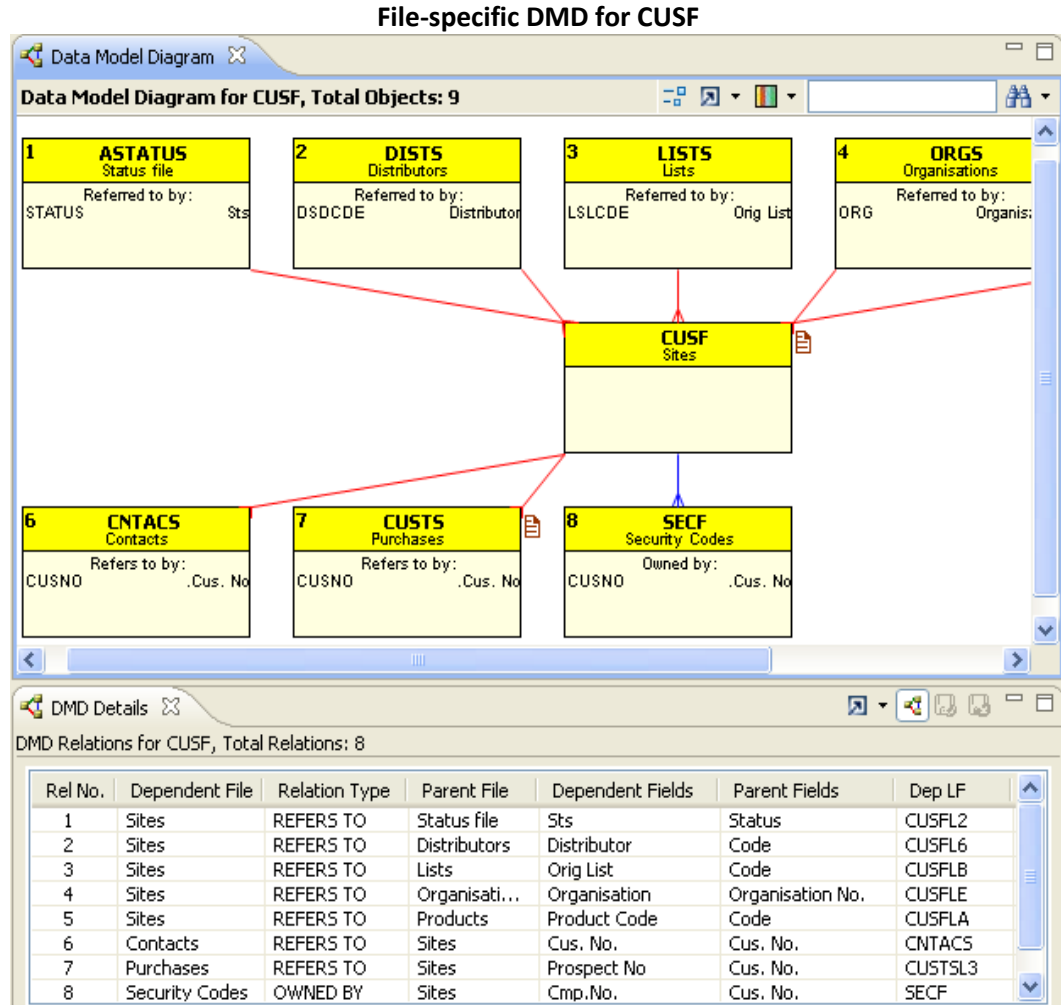 File-specific DMD for CUSF
Data Model Diagram
Data Model Diagram for CUSF, Total Objects: 9
1 ASTATUS
Status file
Referred to by:
STATUS Sts
2 DISTS
Distributors
Referred to by:
DSDCDE Distributor
3 LISTS
Lists
Referred to by:
LSLCDE Orig List
4 ORGS
Organisations
Referred to by:
ORG Organis:
CUSF
Sites
6 CNTACS
Contacts
Refers to by:
CUSNO .Cus. No
7 CUSTS
Purchases
Refers to by:
CUSNO .Cus. No
8 SECF
Security Codes
Owned by:
CUSNO .Cus. No
DMD Details
DMD Relations for CUSF, Total Relations: 8
Rel No. Dependent File Relation Type Parent File Dependent Fields Parent Fields Dep LF
1 Sites REFERS TO Status file Sts Status CUSFL2
2 Sites REFERS TO Distributors Distributor Code CUSFL6
3 Sites REFERS TO Lists Orig List Code CUSFLB
4 Sites REFERS TO Organisati... Organisation Organisation No. CUSFLE
5 Sites REFERS TO Products Product Code Code CUSFLA
6 Contacts REFERS TO Sites Cus. No. Cus. No. CNTACS
7 Purchases REFERS TO Sites Prospect No Cus. No. CUSTSL3
8 Security Codes OWNED BY Sites Cmp.No. Cus. No. SECF